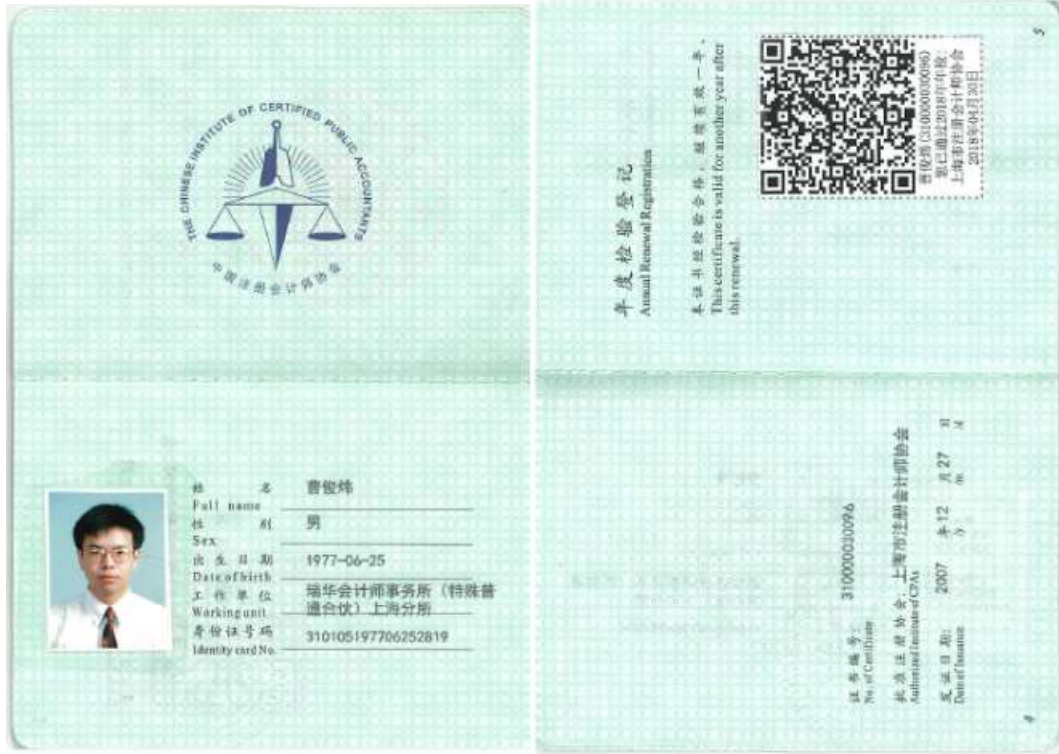 THE CHINESE INSTITUTE OF CERTIFIED PUBLIC ACCOUNTANTS
中国注册会计师协会
姓 名 曹俊炜
Full name
性 别 男
Sex
出生日期 1977-06-25
Date of birth
工作单位 瑞华会计师事务所（特殊普
Working unit 通合伙）上海分所
身份证号码 310105197706252819
Identity card No.
年度检验登记
Annual Renewal Registration
本证书经检验合格，继续有效一年。
This certificate is valid for another year after
this renewal.
曹俊炜(310000030096)
您已通过2018年年检
上海市注册会计师协会
2018年04月30日
5
证书编号: 310000030096
No. of Certificate
批准注册协会: 上海市注册会计师协会
Authorized Institute of CPAs
发证日期: 2007 年 12 月 27 日
Date of Issuance /y /m /d
4